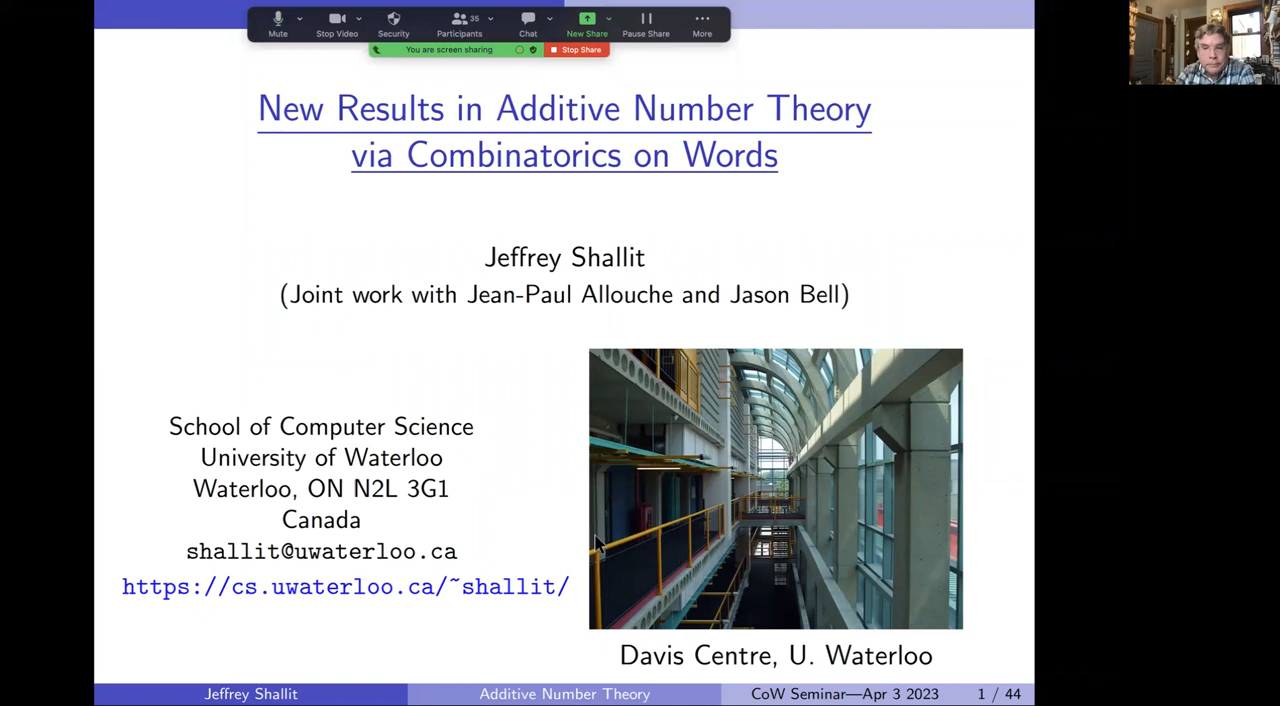 35
Mute
Stop Video
Security
Participants
Chat
New Share
Pause Share
More
You are screen sharing
Stop Share
New Results in Additive Number Theory
via Combinatorics on Words
Jeffrey Shallit
(Joint work with Jean-Paul Allouche and Jason Bell)
School of Computer Science
University of Waterloo
Waterloo, ON N2L 3G1
Canada
shallit@uwaterloo.ca
https://cs.uwaterloo.ca/~shallit/
Davis Centre, U. Waterloo
Jeffrey Shallit
Additive Number Theory
CoW Seminar—Apr 3 2023
1 / 44